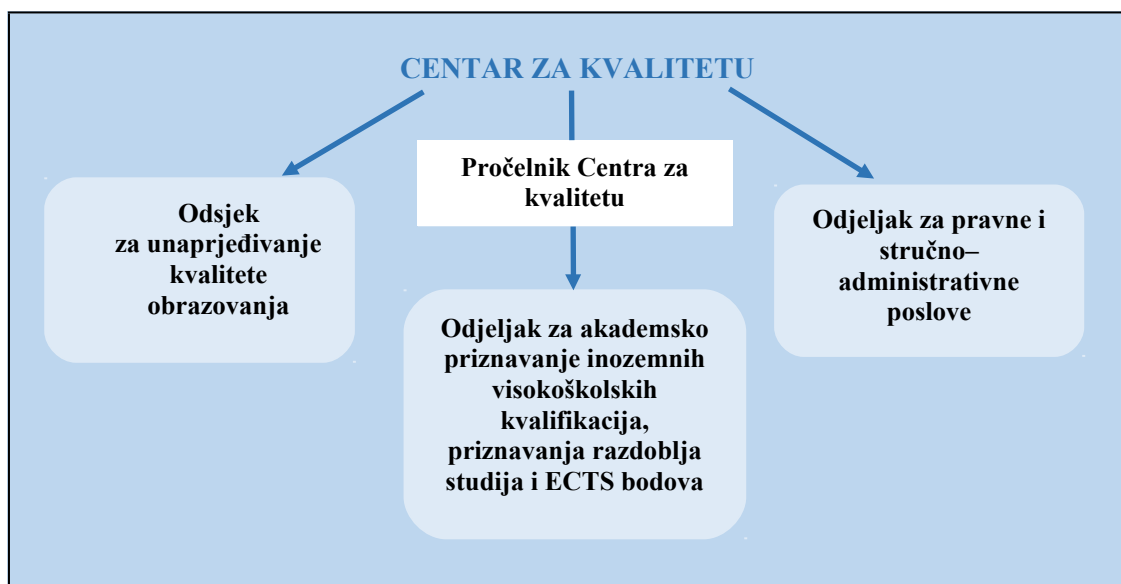 CENTAR ZA KVALITETU
Pročelnik Centra za
kvalitetu
Odsjek
za unaprjeđivanje
kvalitete
obrazovanja
Odjeljak za akademsko
priznavanje inozemnih
visokoškolskih
kvalifikacija,
priznavanja razdoblja
studija i ECTS bodova
Odjeljak za pravne i
stručno–
administrativne
poslove